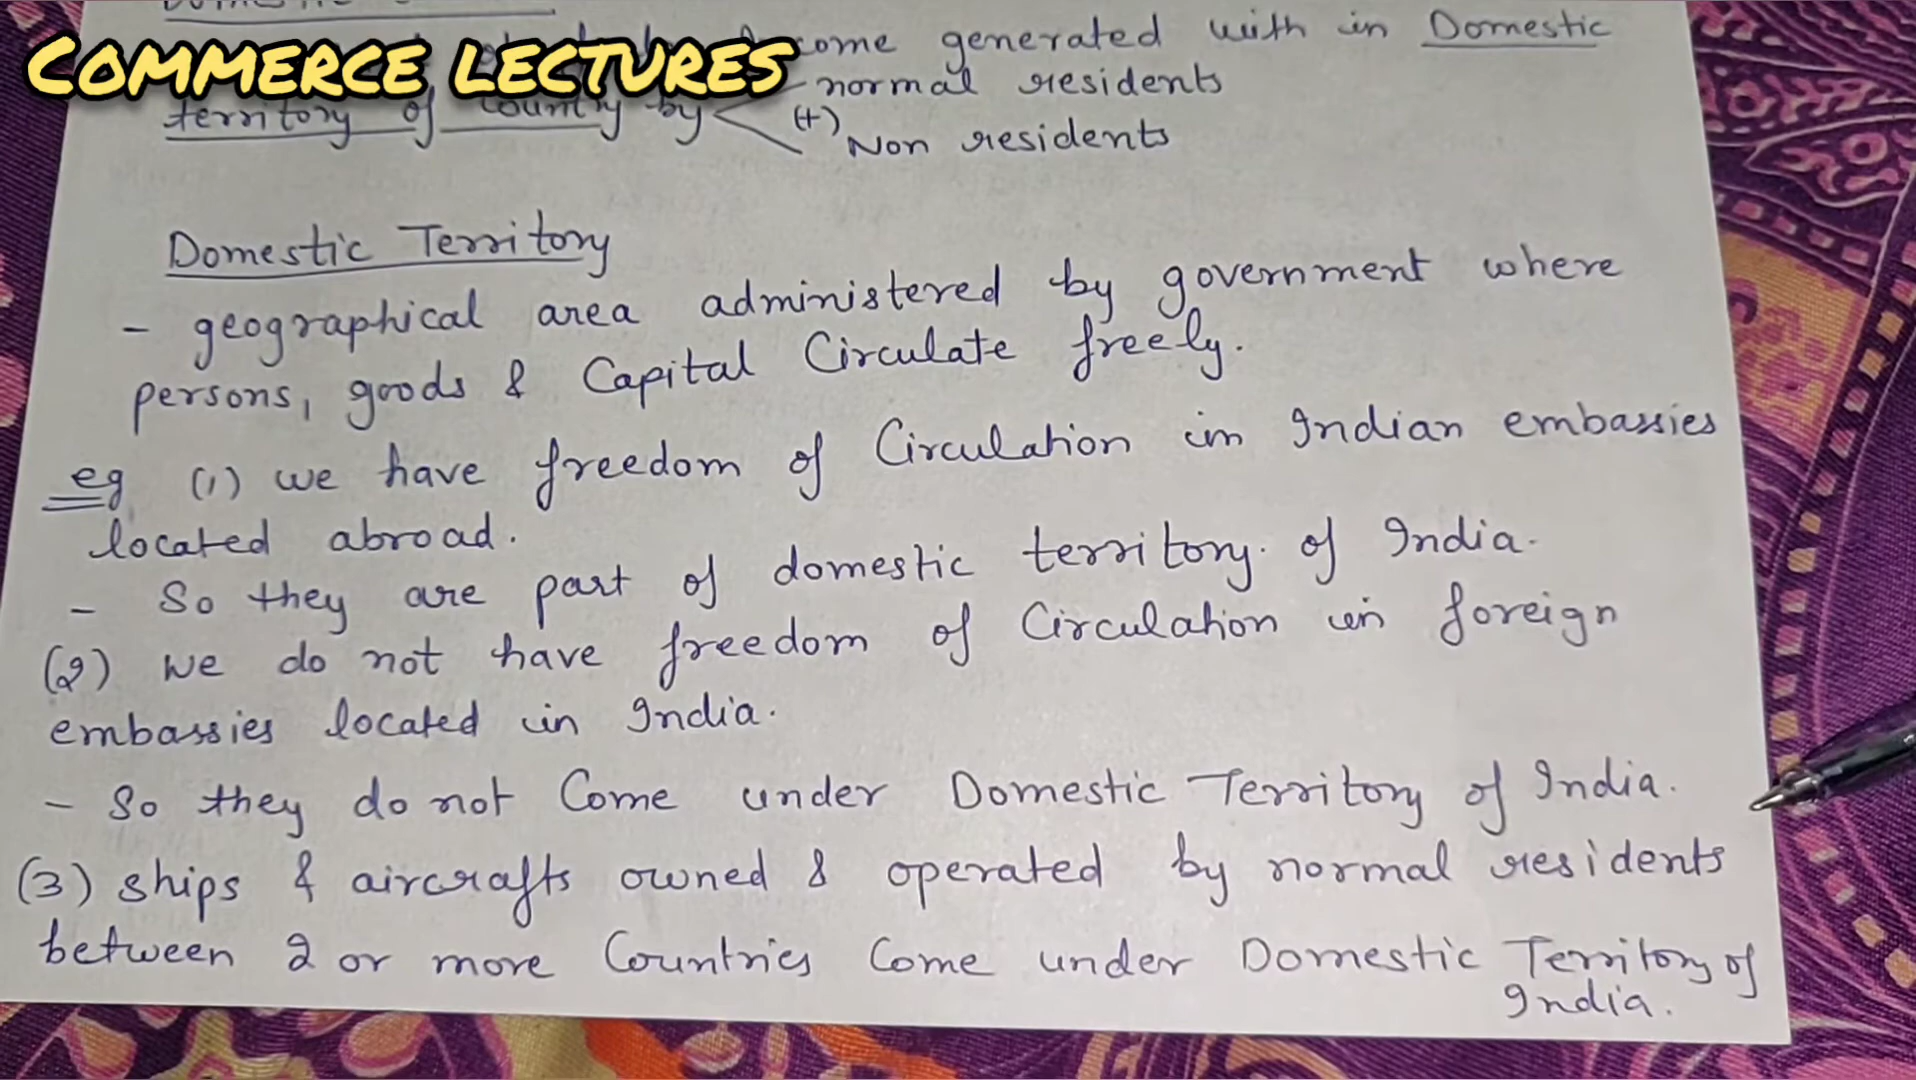 COMMERCE LECTURES
come generated with in Domestic
normal residents
territory of country by (+)
Non residents
Domestic Territory
- geographical area administered by government where
persons, goods & Capital Circulate freely.
eg (1) we have freedom of Circulation in Indian embassies
located abroad.
- So they are part of domestic territory. of India.
(2) we do not have freedom of Circulation in foreign
embassies located in India.
- So they do not Come under Domestic Territory of India.
(3) ships & aircrafts owned & operated by normal residents
between 2 or more Countries Come under Domestic Territory of
India.